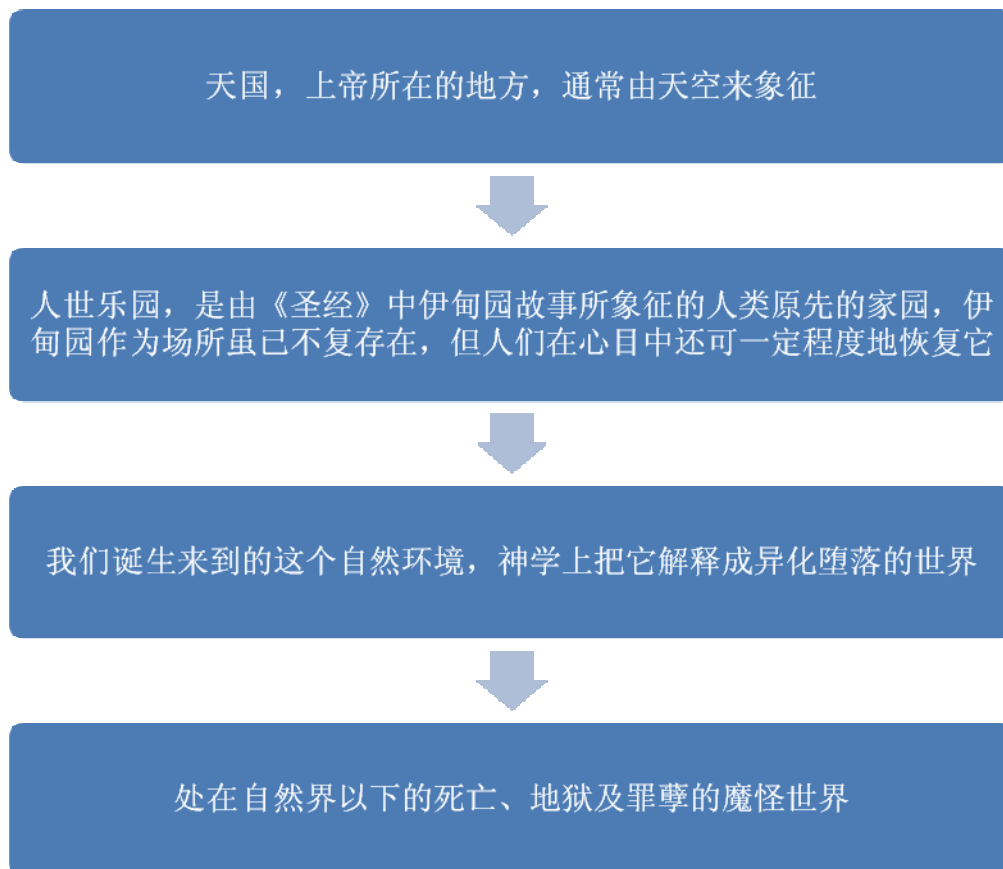 天国，上帝所在的地方，通常由天空来象征
人世乐园，是由《圣经》中伊甸园故事所象征的人类原先的家园，伊
甸园作为场所虽已不复存在，但人们在心目中还可一定程度地恢复它
我们诞生来到的这个自然环境，神学上把它解释成异化堕落的世界
处在自然界以下的死亡、地狱及罪孽的魔怪世界